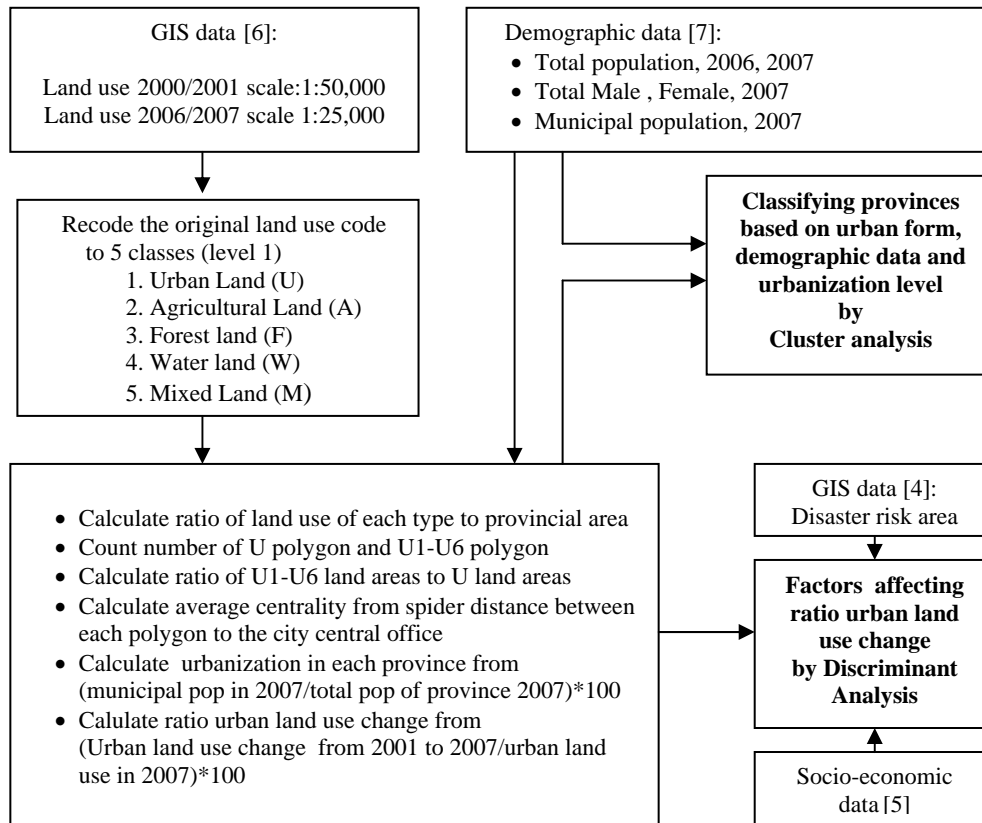 GIS data [6]:
Land use 2000/2001 scale:1:50,000
Land use 2006/2007 scale 1:25,000
Demographic data [7]:
• Total population, 2006, 2007
• Total Male , Female, 2007
• Municipal population, 2007
Recode the original land use code
to 5 classes (level 1)
1. Urban Land (U)
2. Agricultural Land (A)
3. Forest land (F)
4. Water land (W)
5. Mixed Land (M)
Classifying provinces
based on urban form,
demographic data and
urbanization level
by
Cluster analysis
• Calculate ratio of land use of each type to provincial area
• Count number of U polygon and U1-U6 polygon
• Calculate ratio of U1-U6 land areas to U land areas
• Calculate average centrality from spider distance between
each polygon to the city central office
• Calculate urbanization in each province from
(municipal pop in 2007/total pop of province 2007)*100
• Calulate ratio urban land use change from
(Urban land use change from 2001 to 2007/urban land
use in 2007)*100
GIS data [4]:
Disaster risk area
Factors affecting
ratio urban land
use change
by Discriminant
Analysis
Socio-economic
data [5]